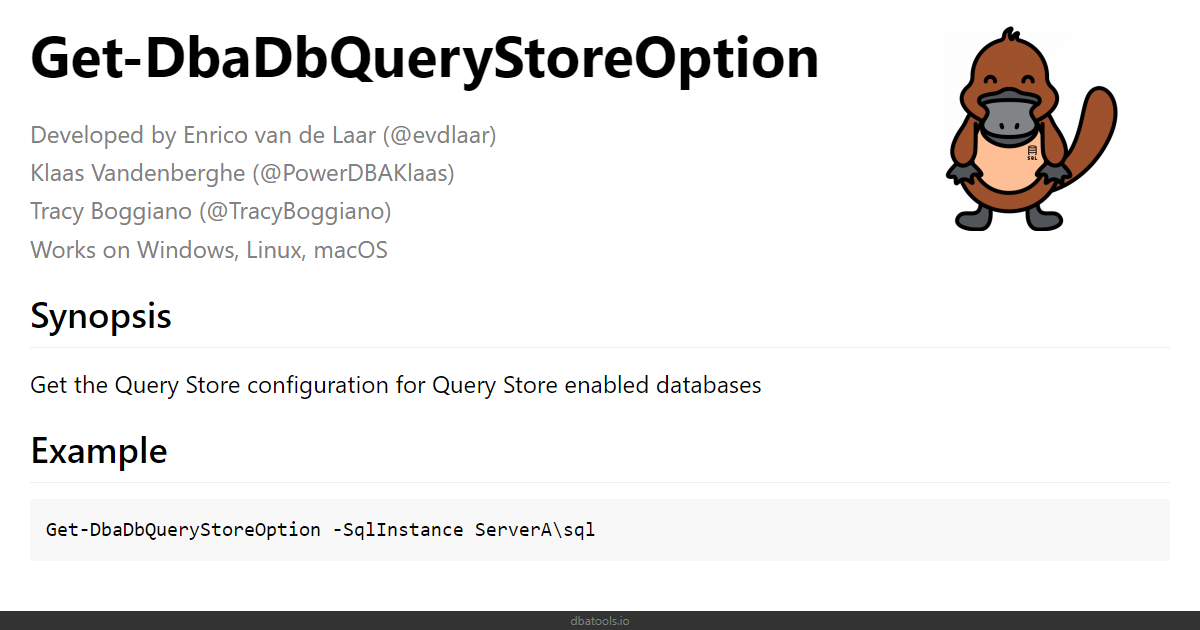 Get-DbaDbQueryStoreOption
Developed by Enrico van de Laar (@evdlaar)
Klaas Vandenberghe (@PowerDBAKlaas)
Tracy Boggiano (@TracyBoggiano)
Works on Windows, Linux, macOS
SQL
Synopsis
Get the Query Store configuration for Query Store enabled databases
Example
Get-DbaDbQueryStoreOption -SqlInstance ServerA\sql
dbatools.io